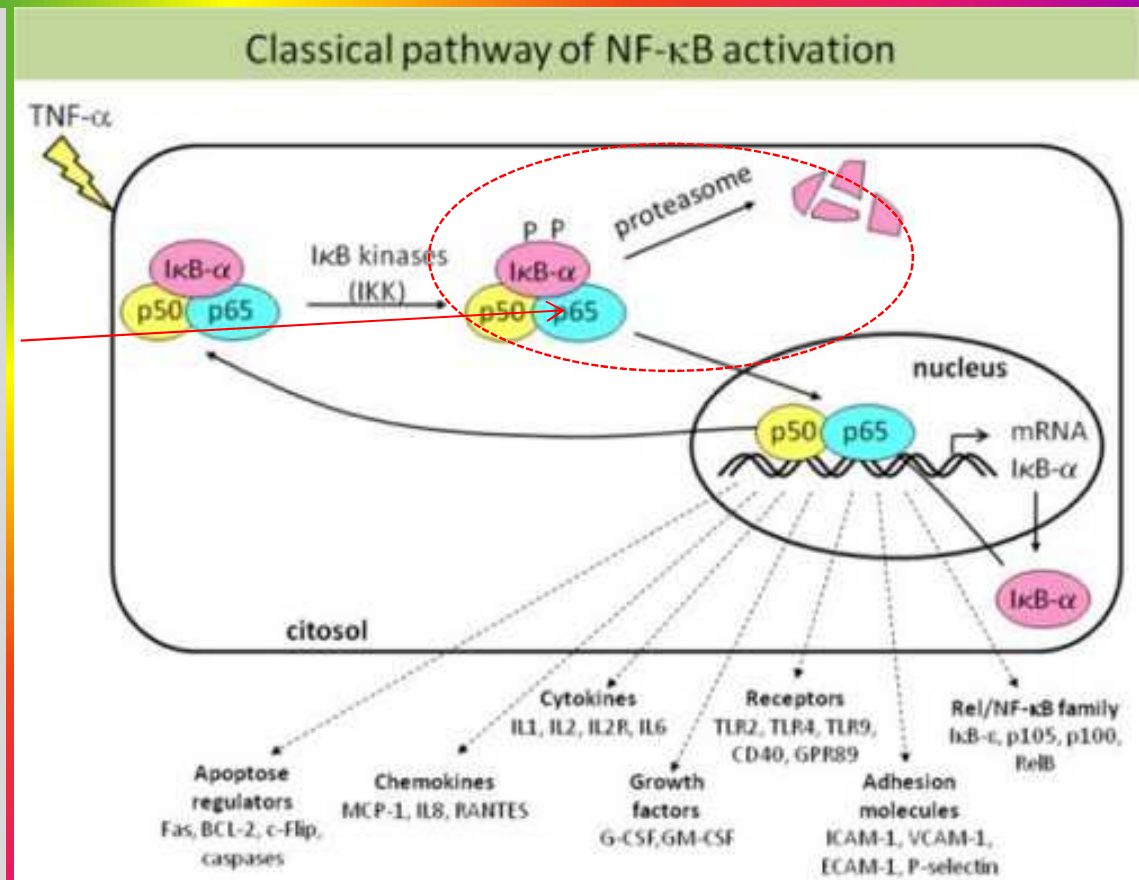 Classical pathway of NF-κB activation
TNF-α
IκB-α
p50 p65
IκB kinases
(IKK)
P P
IκB-α
p50 p65
proteasome
nucleus
p50 p65
mRNA
IκB-α
IκB-α
citosol
Cytokines
IL1, IL2, IL2R, IL6
Receptors
TLR2, TLR4, TLR9,
CD40, GPR89
Rel/NF-κB family
IκB-ε, p105, p100,
RelB
Apoptose
regulators
Fas, BCL-2, c-Flip,
caspases
Chemokines
MCP-1, IL8, RANTES
Growth
factors
G-CSF,GM-CSF
Adhesion
molecules
ICAM-1, VCAM-1,
ECAM-1, P-selectin